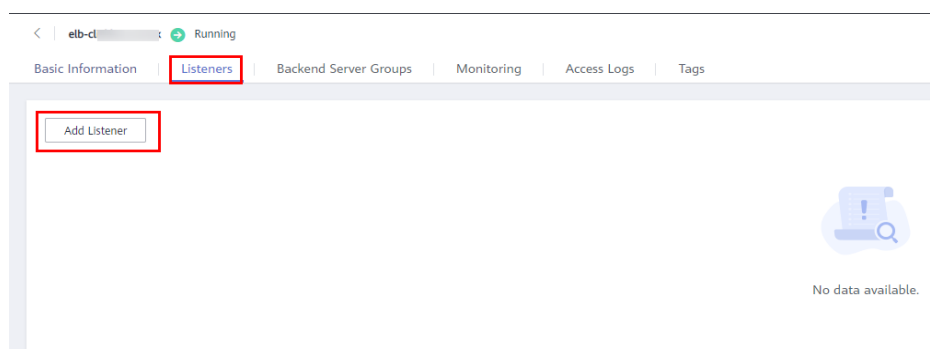 elb-cl Running
Basic Information Listeners Backend Server Groups Monitoring Access Logs Tags
Add Listener
No data available.